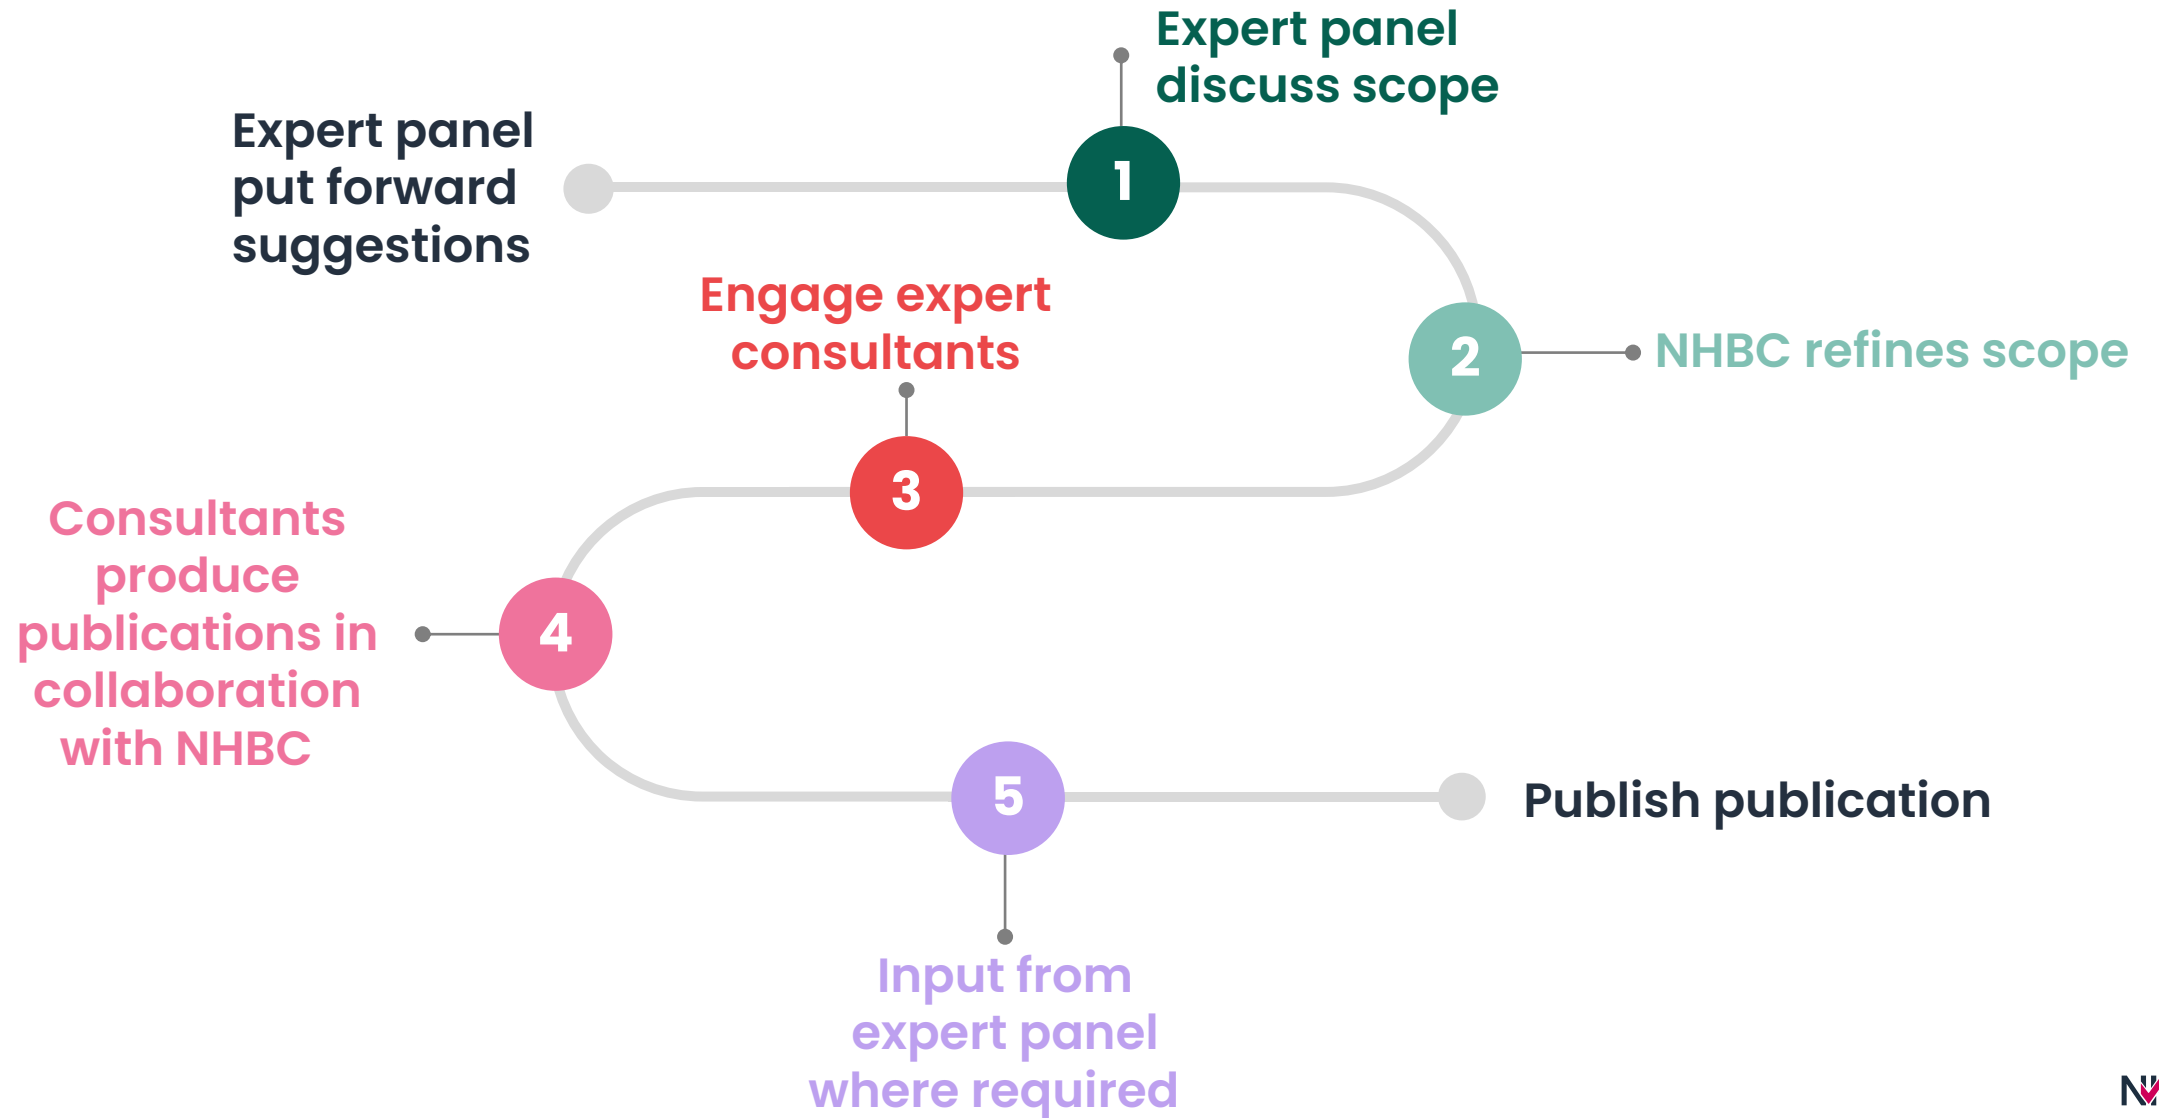 Expert panel
put forward
suggestions
Expert panel
discuss scope
1
NHBC refines scope
2
Engage expert
consultants
3
Consultants
produce
publications in
collaboration
with NHBC
4
5
Input from
expert panel
where required
Publish publication